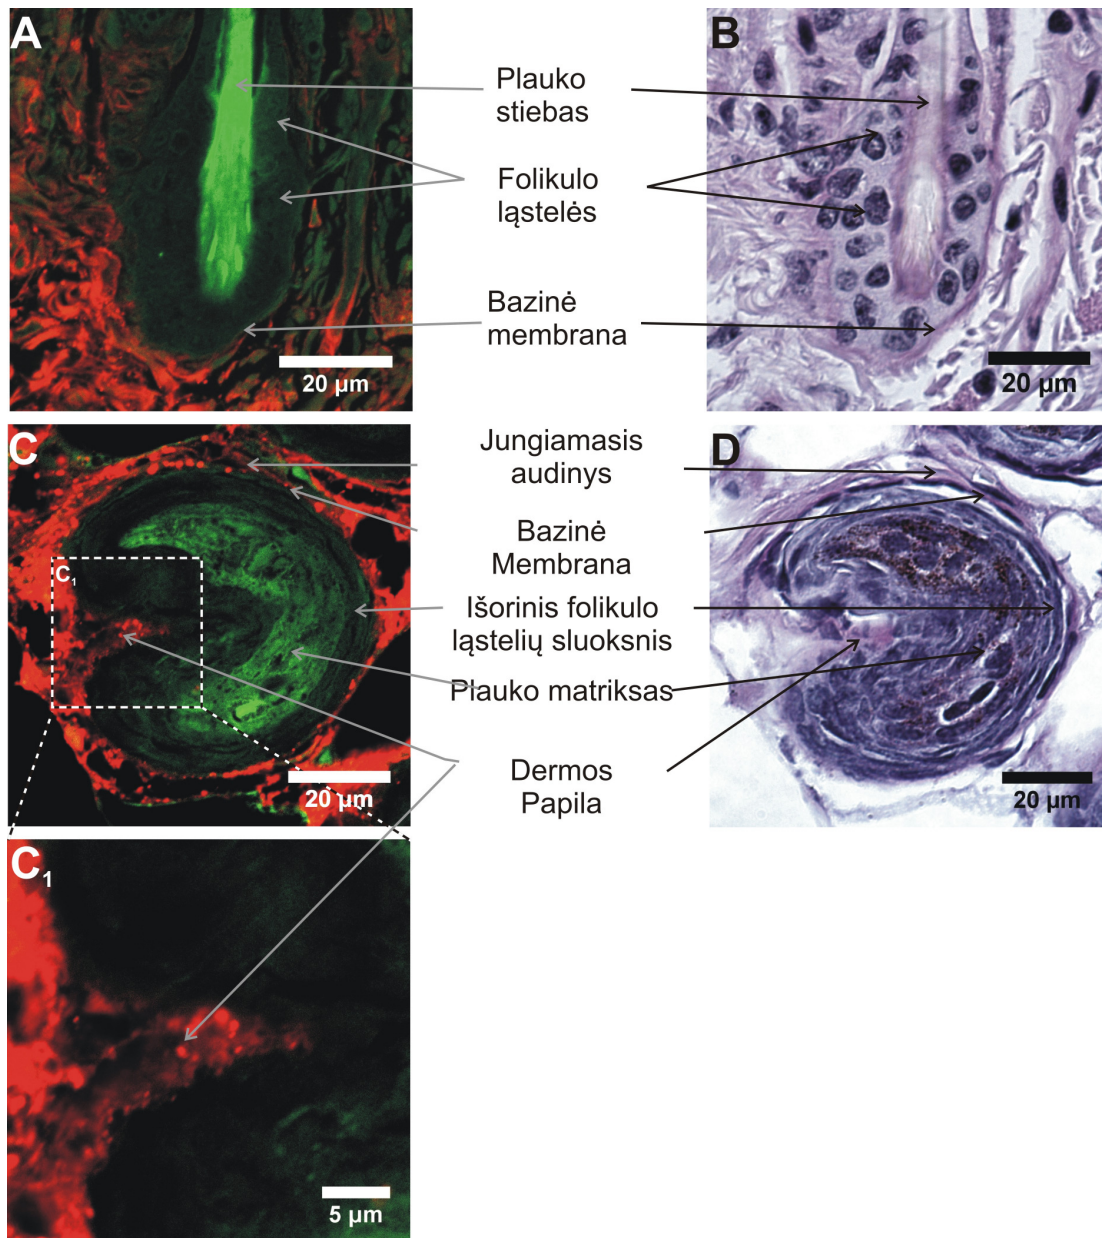 A
B
Plauko
stiebas
Folikulo
ląstelės
Bazinė
membrana
20 µm
20 µm
C
D
Jungiamasis
audinys
Bazinė
Membrana
C1
Išorinis folikulo
ląstelių sluoksnis
Plauko matriksas
Dermos
Papila
20 µm
20 µm
C1
5 µm